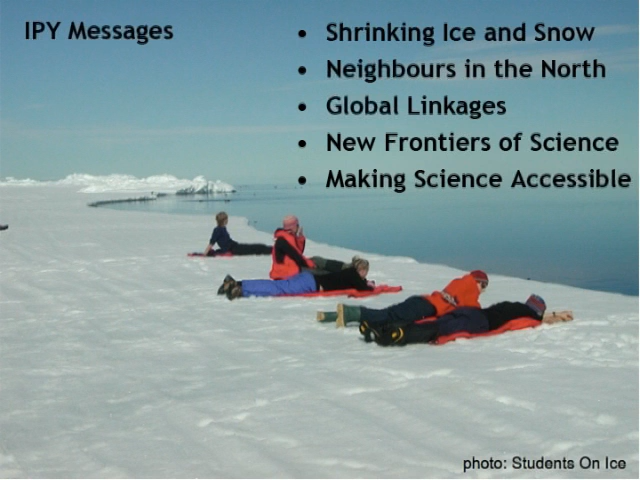 IPY Messages
• Shrinking Ice and Snow
• Neighbours in the North
• Global Linkages
• New Frontiers of Science
• Making Science Accessible
photo: Students On Ice